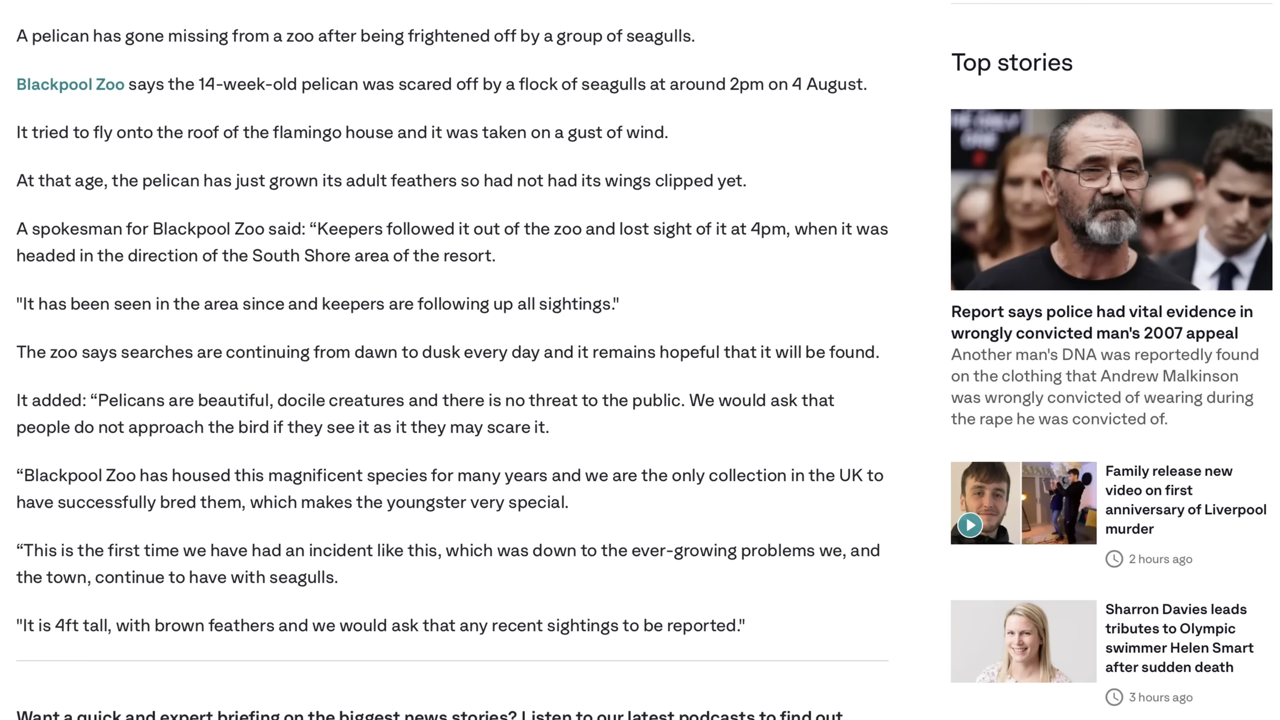 A pelican has gone missing from a zoo after being frightened off by a group of seagulls.
Blackpool Zoo says the 14-week-old pelican was scared off by a flock of seagulls at around 2pm on 4 August.
It tried to fly onto the roof of the flamingo house and it was taken on a gust of wind.
At that age, the pelican has just grown its adult feathers so had not had its wings clipped yet.
A spokesman for Blackpool Zoo said: “Keepers followed it out of the zoo and lost sight of it at 4pm, when it was
headed in the direction of the South Shore area of the resort.
"It has been seen in the area since and keepers are following up all sightings."
The zoo says searches are continuing from dawn to dusk every day and it remains hopeful that it will be found.
It added: “Pelicans are beautiful, docile creatures and there is no threat to the public. We would ask that
people do not approach the bird if they see it as it they may scare it.
“Blackpool Zoo has housed this magnificent species for many years and we are the only collection in the UK to
have successfully bred them, which makes the youngster very special.
“This is the first time we have had an incident like this, which was down to the ever-growing problems we, and
the town, continue to have with seagulls.
"It is 4ft tall, with brown feathers and we would ask that any recent sightings to be reported."
Want a quick and expert briefing on the biggest news stories? Listen to our latest podcasts to find out
Top stories
Report says police had vital evidence in
wrongly convicted man's 2007 appeal
Another man's DNA was reportedly found
on the clothing that Andrew Malkinson
was wrongly convicted of wearing during
the rape he was convicted of.
Family release new
video on first
anniversary of Liverpool
murder
2 hours ago
Sharron Davies leads
tributes to Olympic
swimmer Helen Smart
after sudden death
3 hours ago